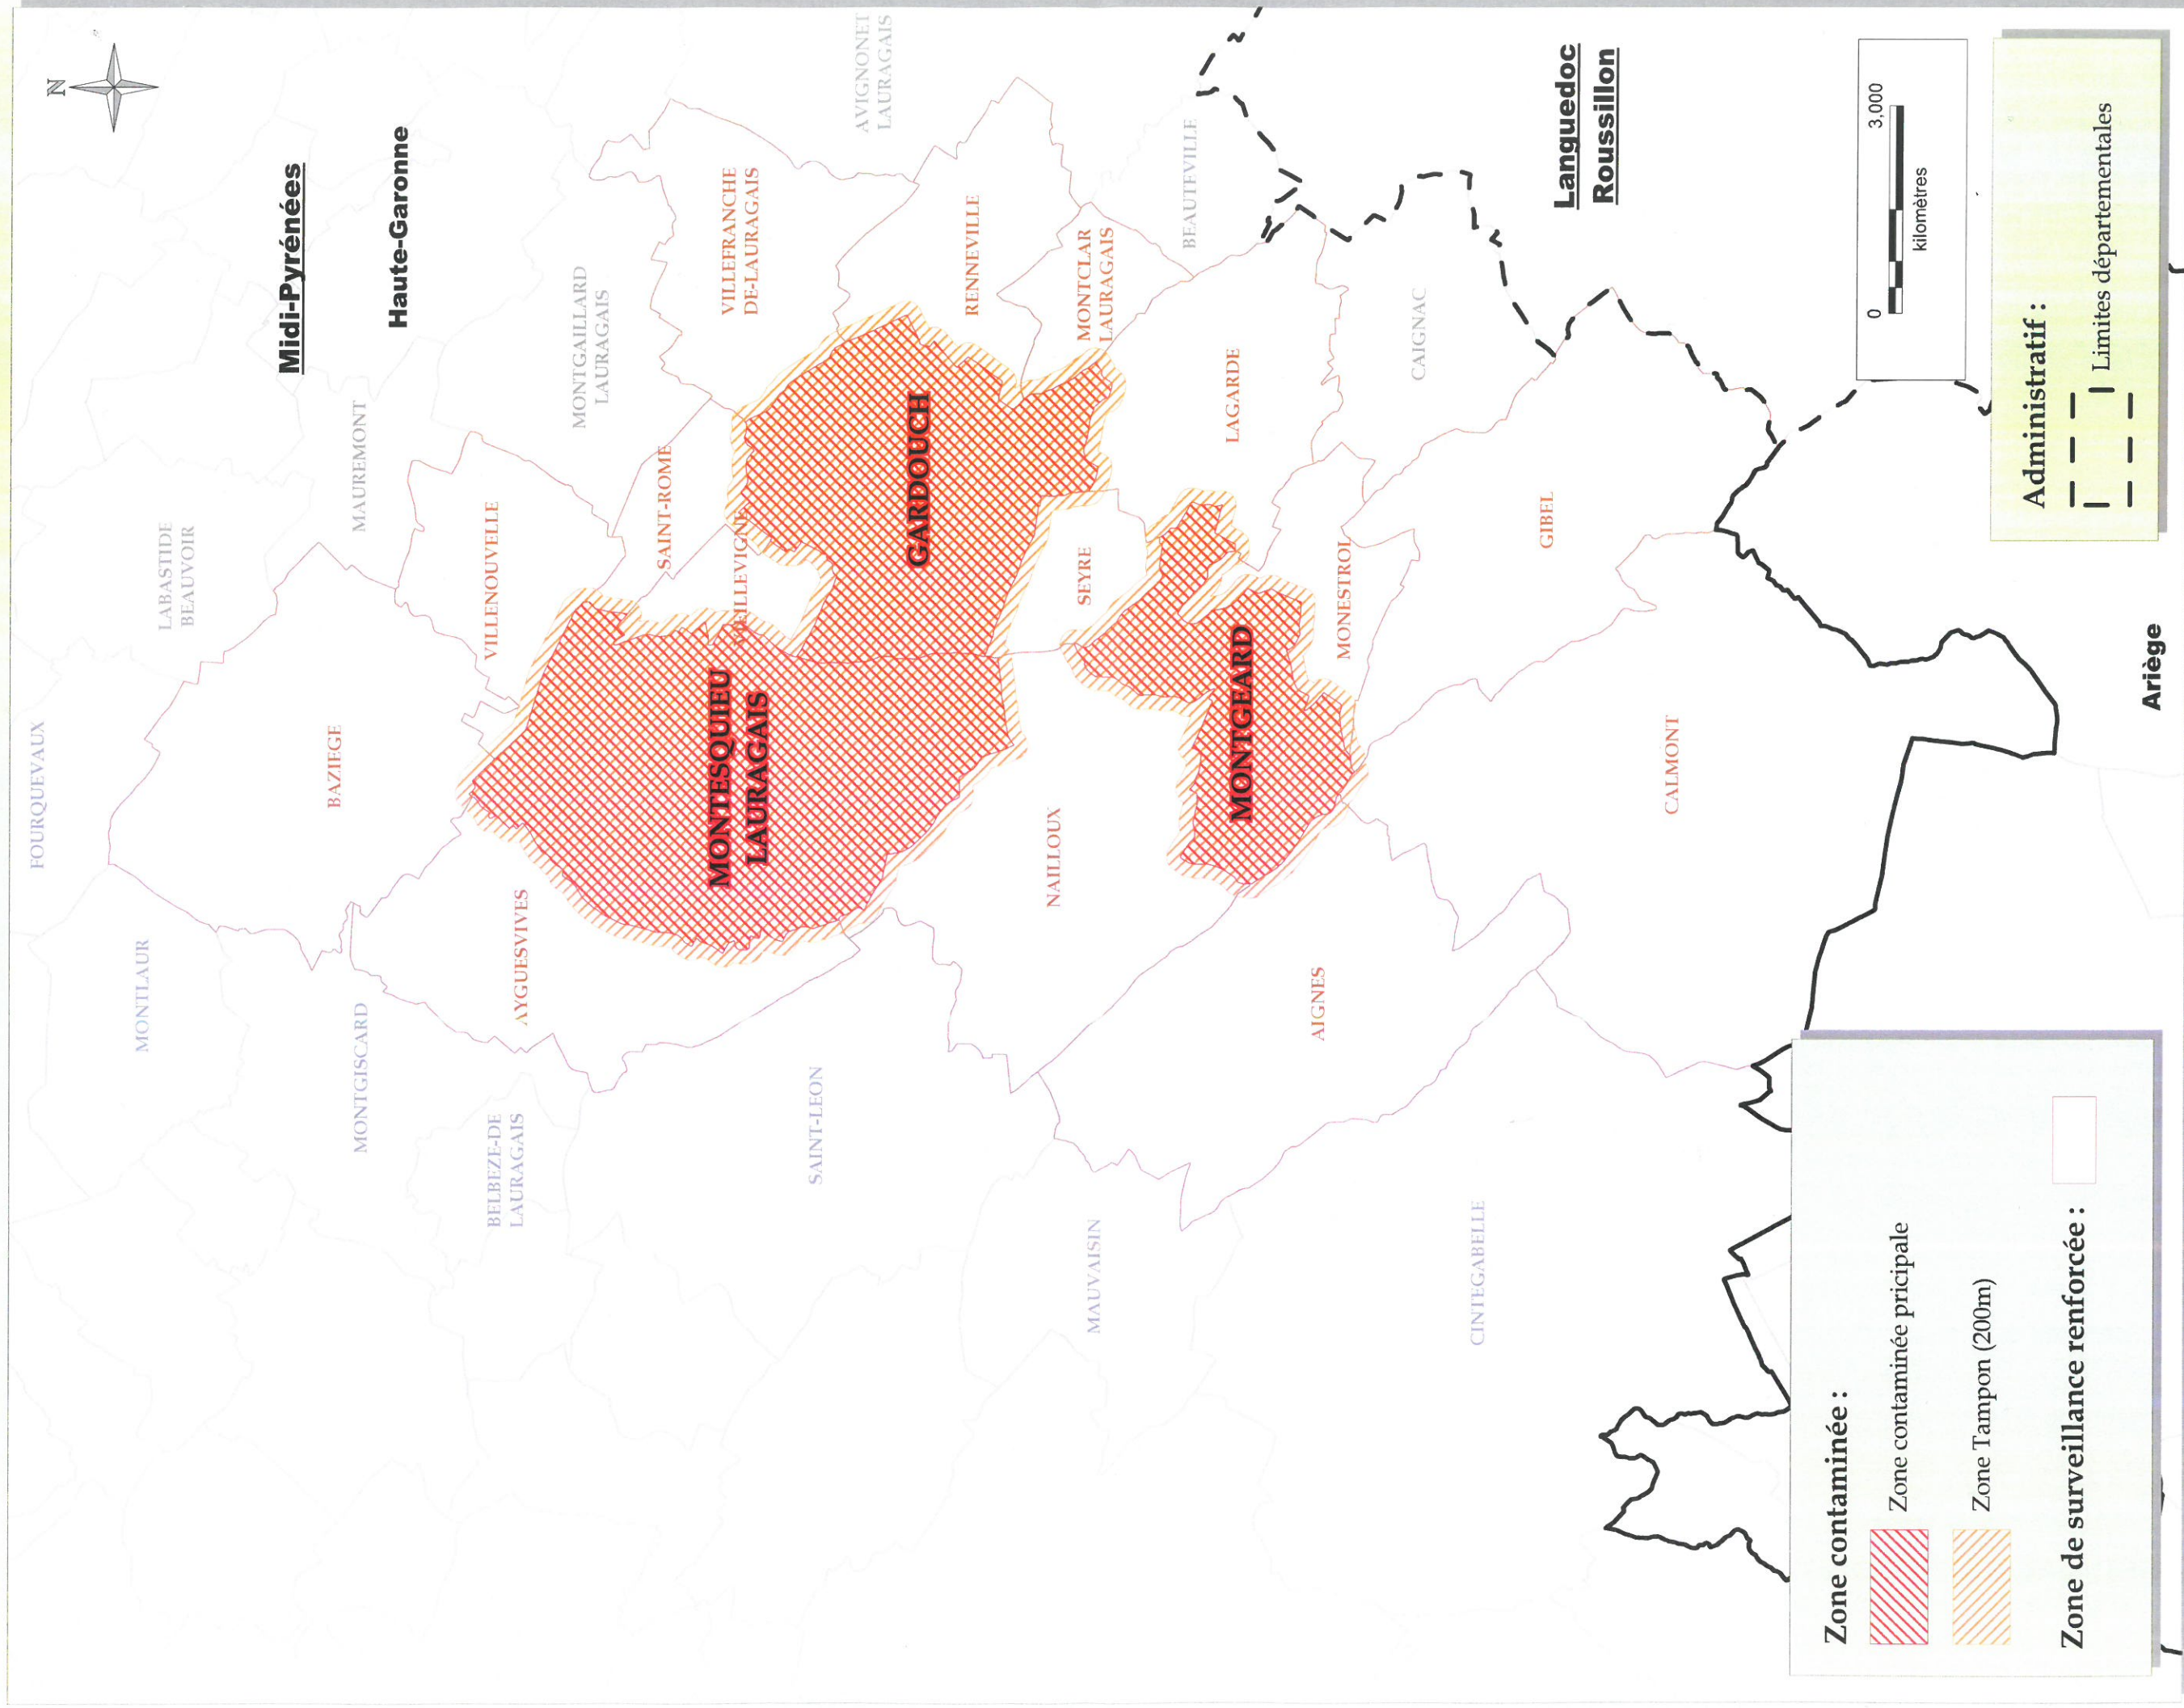 N
Midi-Pyrénées
Haute-Garonne
FOURQUEVAUX
LABASTIDE
BEAUVOIR
MONTLAUR
BAZIEGE
MAUREMONT
MONTGISCARD
VILLENOUVELLE
AYGUESVIVES
BELBEZE-DE
LAURAGAIS
MONTGAILLARD
LAURAGAIS
SAINT-ROME
VILLEFRANCHE
DE-LAURAGAIS
VIEILLEVIGNE
MONTESQUIEU
LAURAGAIS
SAINT-LEON
AVIGNONET
LAURAGAIS
GARDOUCH
RENNEVILLE
NAILLOUX
SEYRE
MONTCLAR
LAURAGAIS
MAUVAISIN
BEAUTEVILLE
LAGARDE
MONTGEARD
AIGNES
MONESTROL
CAIGNAC
CINTEGABELLE
GIBEL
Languedoc
Roussillon
CALMONT
Ariège
0 3,000
kilomètres
Administratif :
Limites départementales
Zone contaminée :
Zone contaminée pricipale
Zone Tampon (200m)
Zone de surveillance renforcée :